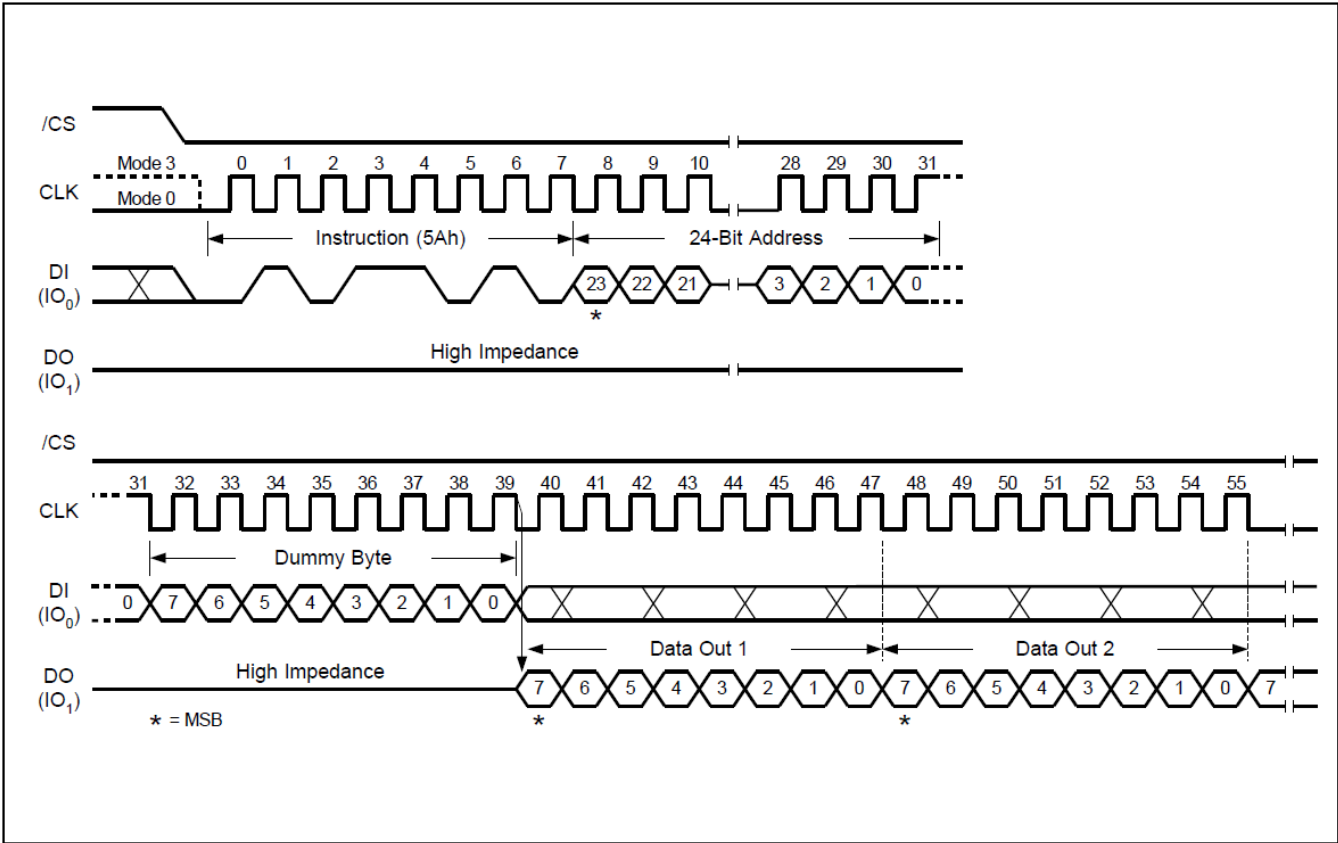 /CS
Mode 3 0 1 2 3 4 5 6 7 8 9 10 28 29 30 31
CLK
Mode 0
Instruction (5Ah) 24-Bit Address
DI
(IO0)
23 22 21 3 2 1 0
*
High Impedance
DO
(IO1)
/CS
31 32 33 34 35 36 37 38 39 40 41 42 43 44 45 46 47 48 49 50 51 52 53 54 55
CLK
Dummy Byte
DI
(IO0)
0 7 6 5 4 3 2 1 0
Data Out 1 Data Out 2
High Impedance
DO
(IO1)
7 6 5 4 3 2 1 0 7 6 5 4 3 2 1 0 7
* = MSB * *